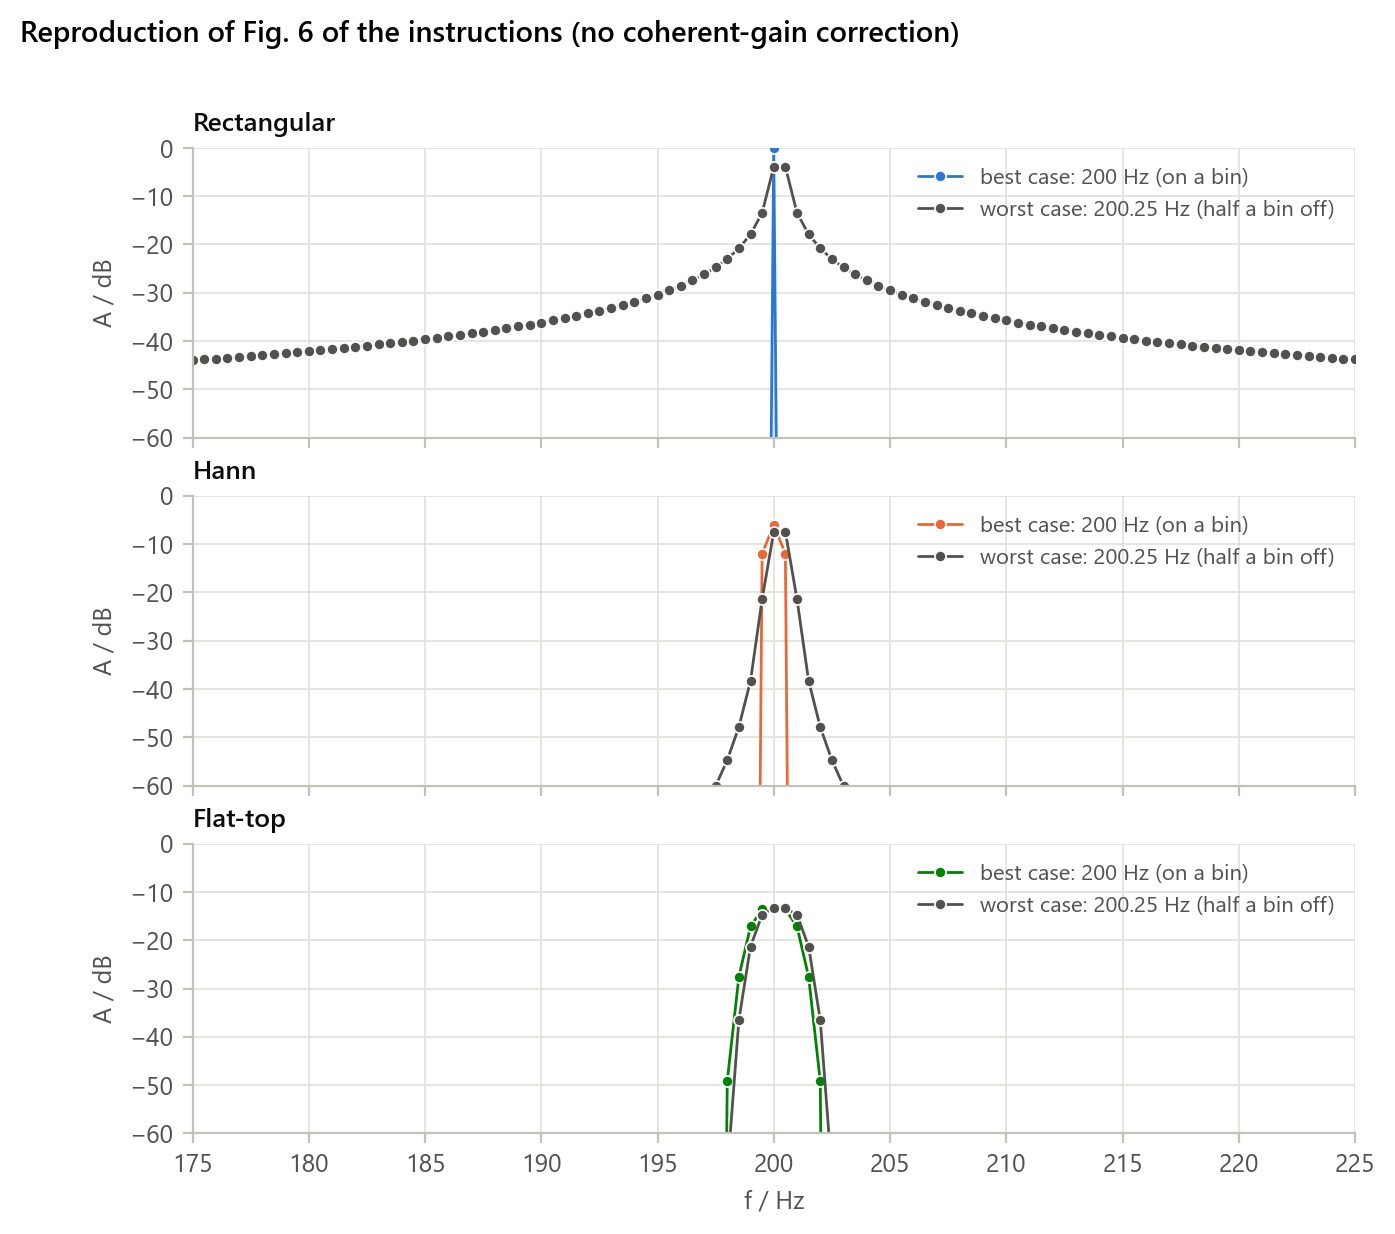 Reproduction of Fig. 6 of the instructions (no coherent-gain correction)
Rectangular
0
−10
−20
−30
−40
−50
−60
A / dB
best case: 200 Hz (on a bin)
worst case: 200.25 Hz (half a bin off)
Hann
0
−10
−20
−30
−40
−50
−60
A / dB
best case: 200 Hz (on a bin)
worst case: 200.25 Hz (half a bin off)
Flat-top
0
−10
−20
−30
−40
−50
−60
A / dB
best case: 200 Hz (on a bin)
worst case: 200.25 Hz (half a bin off)
175 180 185 190 195 200 205 210 215 220 225
f / Hz